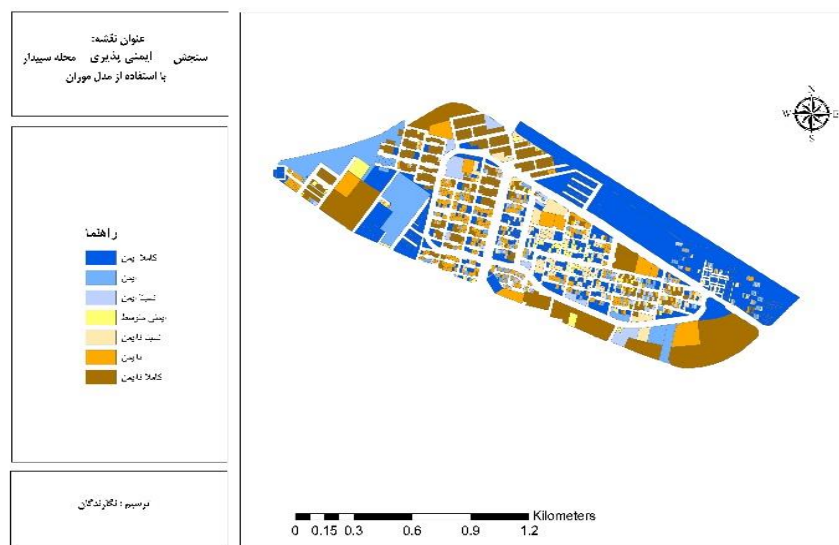 عنوان نقشه:
سنجش ایمنی پذیری محله سپیدار
با استفاده از مدل موران
راهنما
کاملا ایمن
ایمن
نسبتا ایمن
ایمنی متوسط
نسبتا ناایمن
ناایمن
کاملا ناایمن
ترسیم : نگارندگان
N
W E
S
Kilometers
0 0.15 0.3 0.6 0.9 1.2